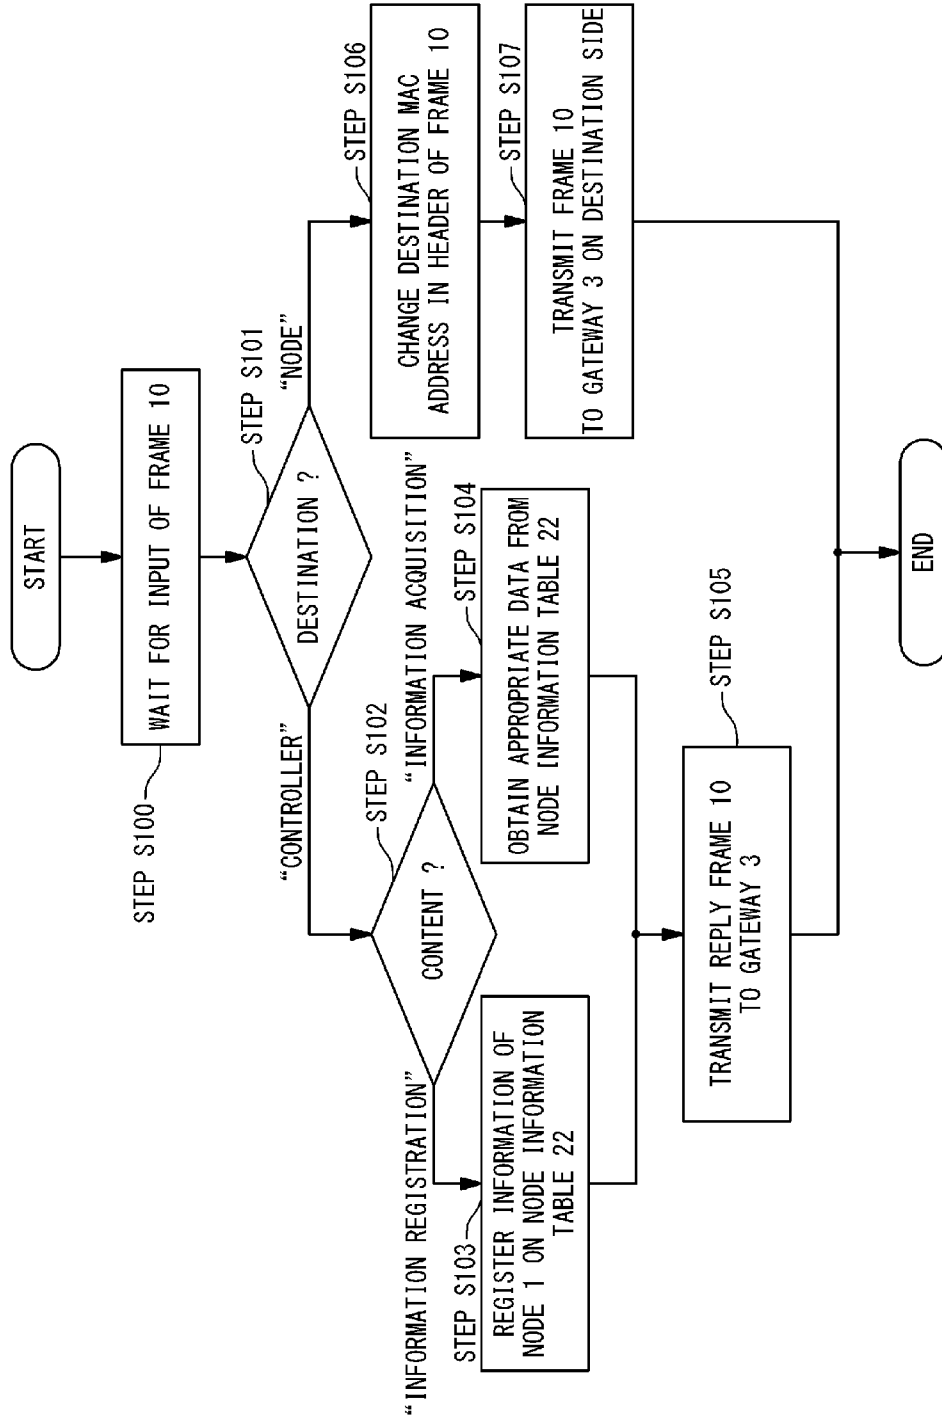 START
STEP S100
WAIT FOR INPUT OF FRAME 10
STEP S101
DESTINATION ?
“CONTROLLER”
“NODE”
STEP S102
CONTENT ?
“INFORMATION REGISTRATION”
“INFORMATION ACQUISITION”
STEP S103
REGISTER INFORMATION OF
NODE 1 ON NODE INFORMATION
TABLE 22
STEP S104
OBTAIN APPROPRIATE DATA FROM
NODE INFORMATION TABLE 22
STEP S105
TRANSMIT REPLY FRAME 10
TO GATEWAY 3
STEP S106
CHANGE DESTINATION MAC
ADDRESS IN HEADER OF FRAME 10
STEP S107
TRANSMIT FRAME 10
TO GATEWAY 3 ON DESTINATION SIDE
END